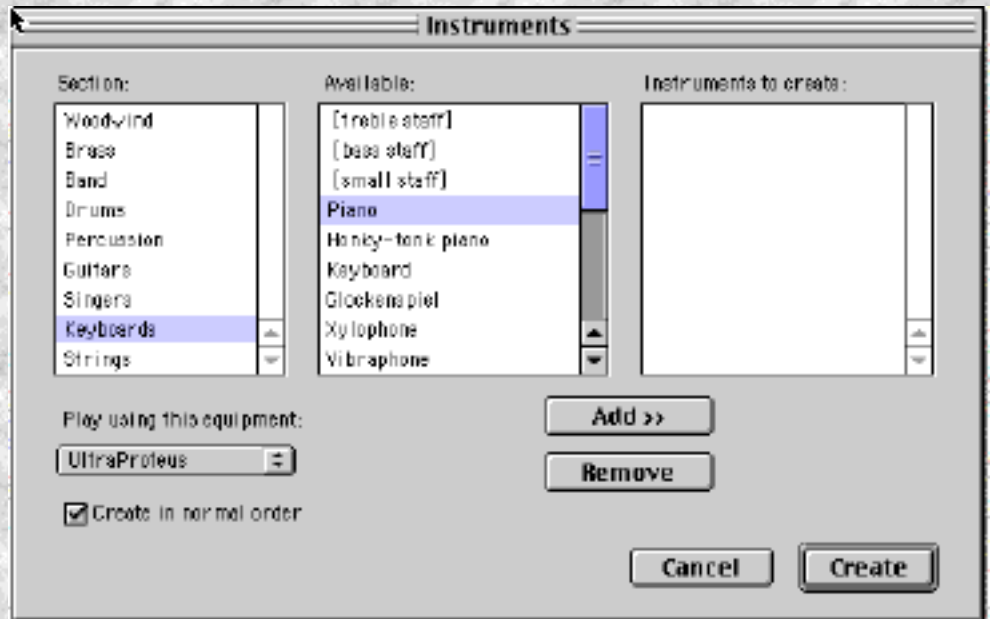 Instruments
Section:
Woodwind
Brass
Band
Drums
Percussion
Guitars
Singers
Keyboards
Strings
Available:
[treble staff]
[bass staff]
[small staff]
Piano
Honky-tonk piano
Keyboard
Glockenspiel
Xylophone
Vibraphone
Instruments to create:
Play using this equipment:
UltraProteus
Create in normal order
Add >>
Remove
Cancel
Create